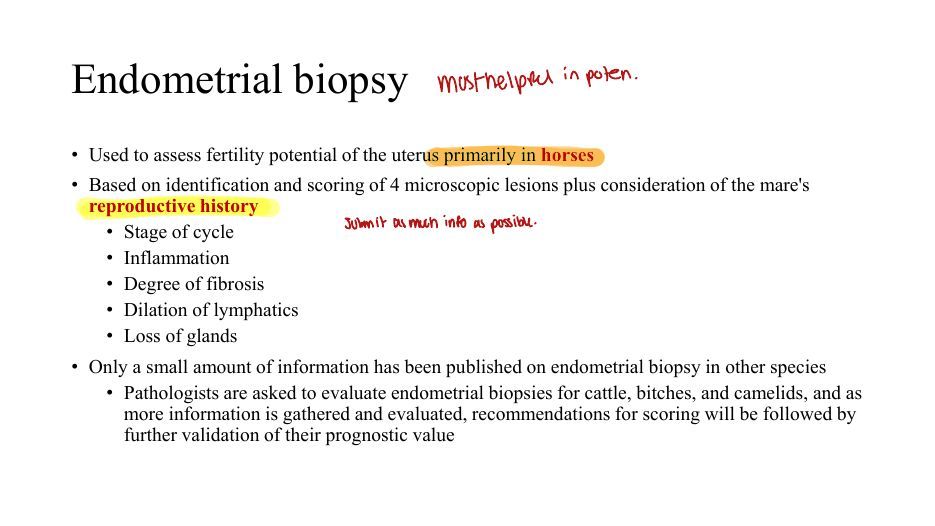 Endometrial biopsy
most helpful in poten.
• Used to assess fertility potential of the uterus primarily in horses
• Based on identification and scoring of 4 microscopic lesions plus consideration of the mare's
reproductive history
Submit as much info as possible.
• Stage of cycle
• Inflammation
• Degree of fibrosis
• Dilation of lymphatics
• Loss of glands
• Only a small amount of information has been published on endometrial biopsy in other species
• Pathologists are asked to evaluate endometrial biopsies for cattle, bitches, and camelids, and as
more information is gathered and evaluated, recommendations for scoring will be followed by
further validation of their prognostic value